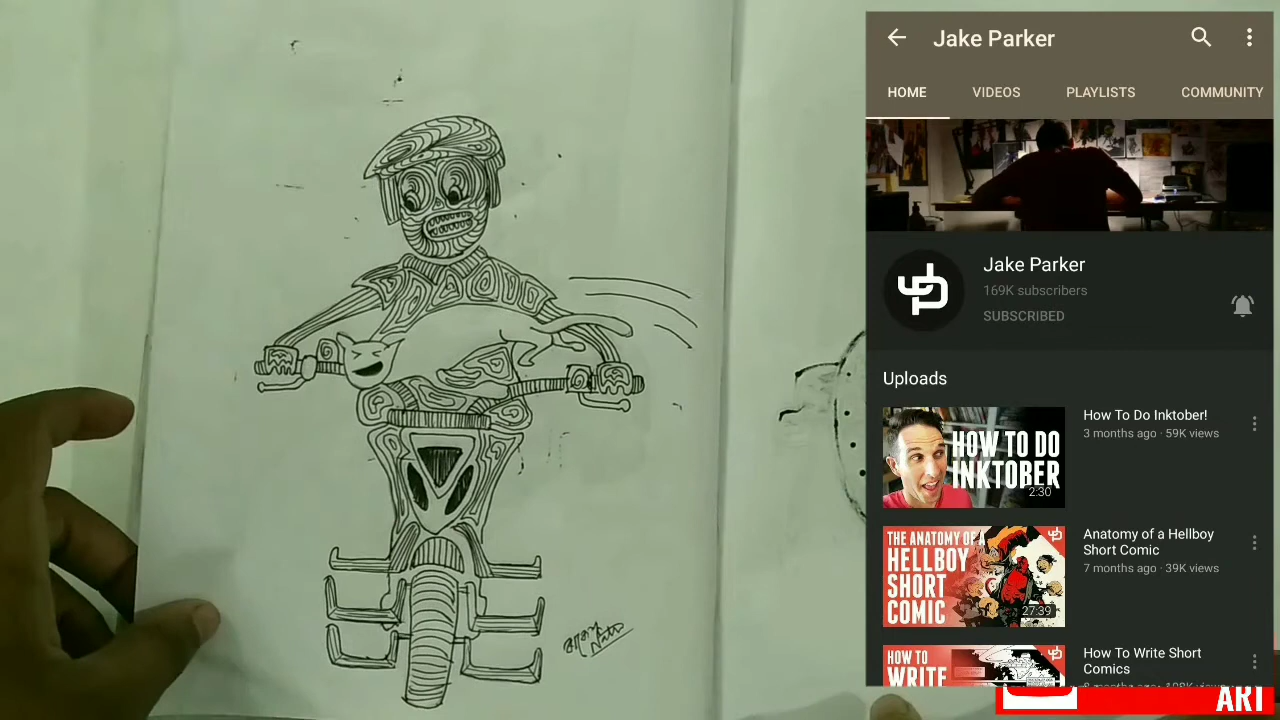 Jake Parker
HOME VIDEOS PLAYLISTS COMMUNITY
Jake Parker
169K subscribers
SUBSCRIBED
Uploads
HOW TO DO
INKTOBER
2:30
How To Do Inktober!
3 months ago · 59K views
THE ANATOMY OF A
HELLBOY
SHORT
COMIC
27:39
Anatomy of a Hellboy
Short Comic
7 months ago · 39K views
HOW TO
WRITE
How To Write Short
Comics
ART